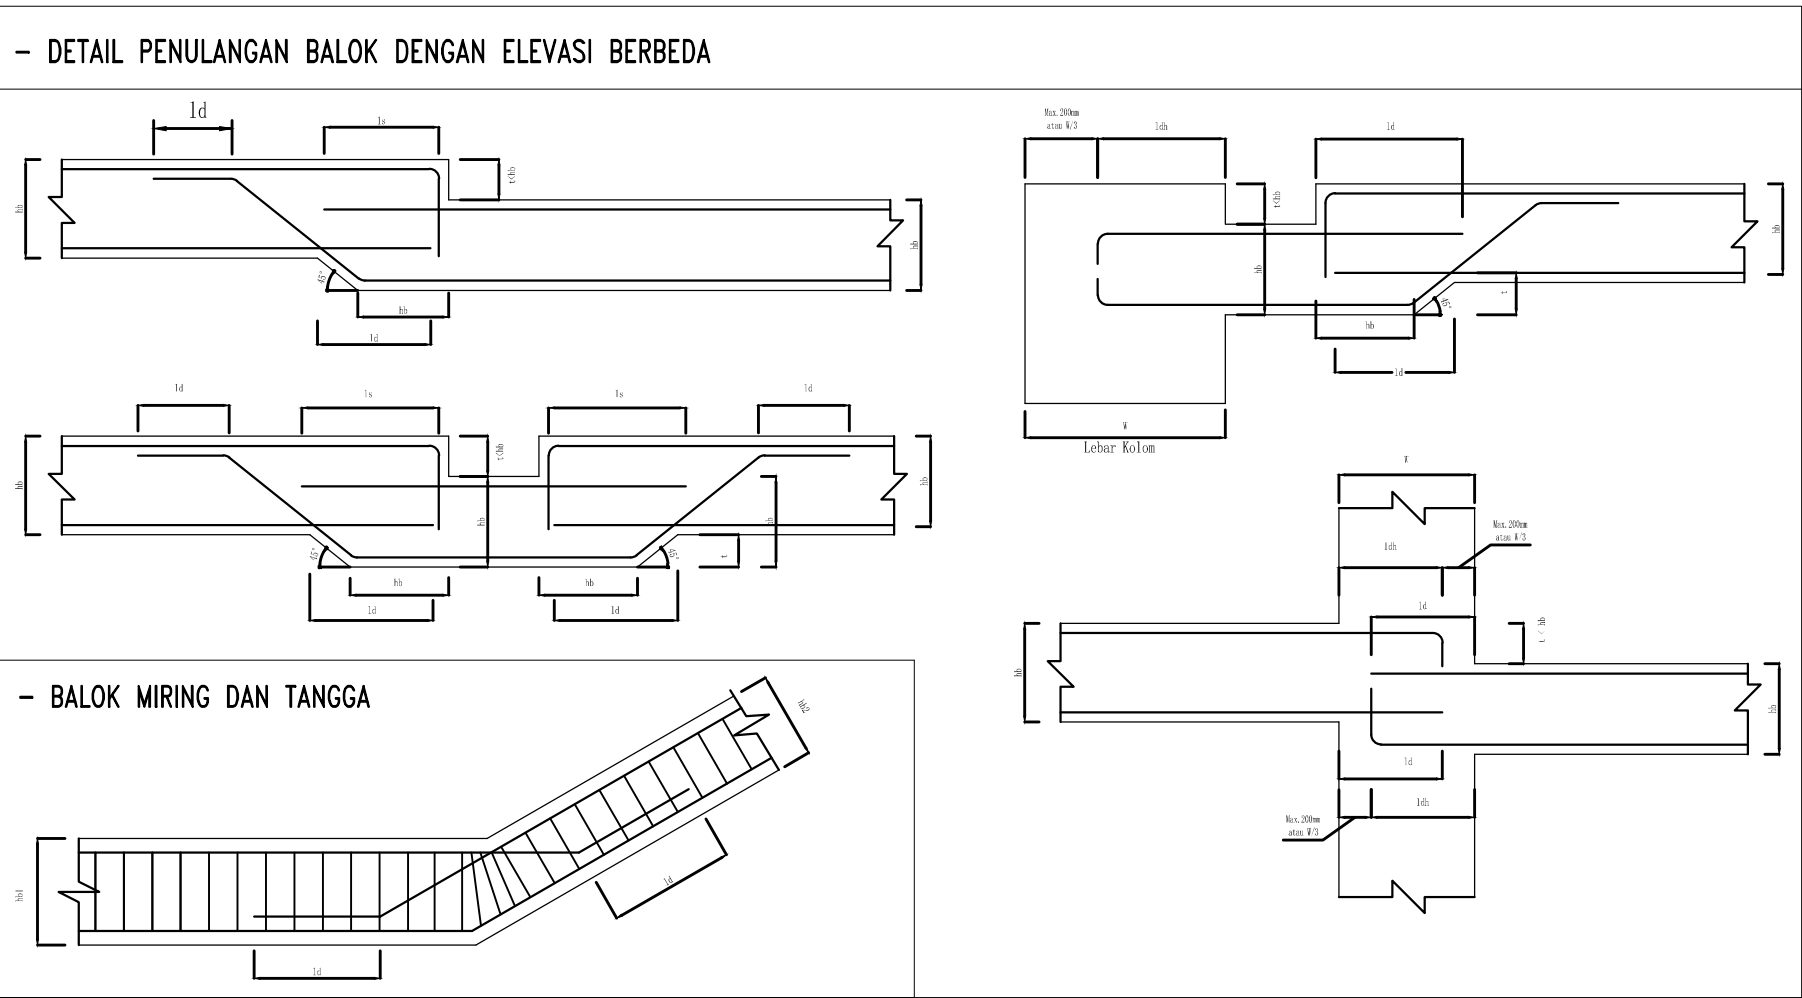 - DETAIL PENULANGAN BALOK DENGAN ELEVASI BERBEDA
ld
ls
t<hb
hb
hb
45°
hb
ld
ld
ls
ls
ld
t<hb
hb
hb
hb
hb
45°
45°
t
hb
hb
ld
ld
Max.200mm
atau W/3
ldh
ld
t<hb
hb
hb
t
45°
hb
ld
W
Lebar Kolom
W
Max.200mm
atau W/3
ldh
ld
t < hb
hb
hb
ld
ldh
Max.200mm
atau W/3
- BALOK MIRING DAN TANGGA
hb2
hb1
ld
ld